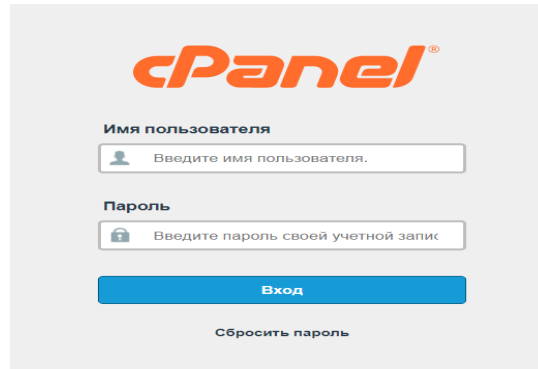 cPanel®
Имя пользователя
Введите имя пользователя.
Пароль
Введите пароль своей учетной запис
Вход
Сбросить пароль